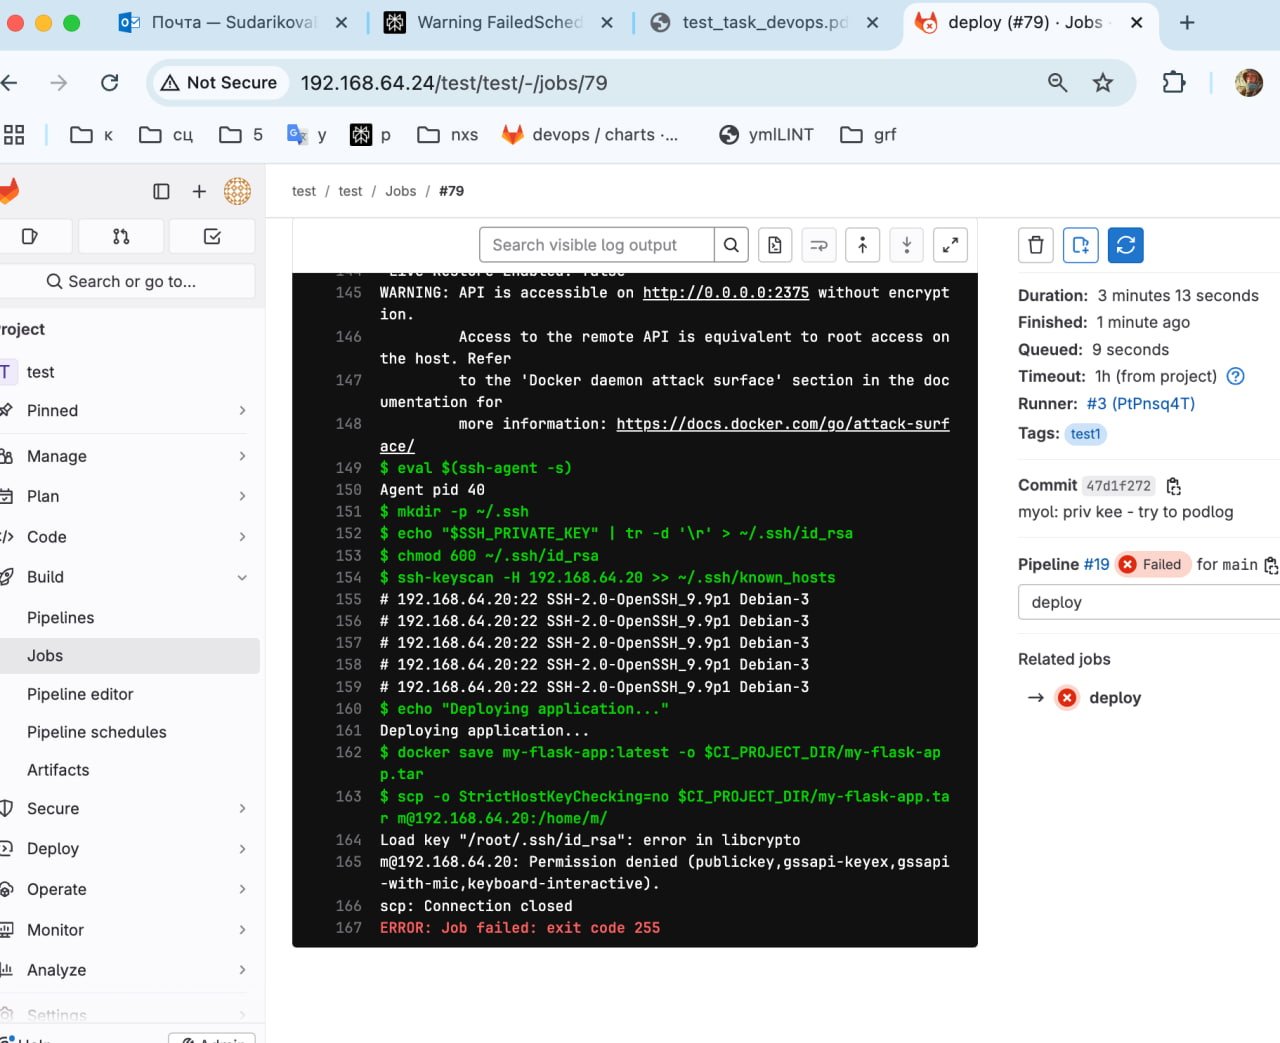 Почта — Sudarikova
Warning FailedSched
test_task_devops.pd
deploy (#79) · Jobs
Not Secure
192.168.64.24/test/test/-/jobs/79
к
сц
5
y
p
nxs
devops / charts ·...
ymlLINT
grf
test / test / Jobs / #79
Search or go to...
Project
T test
Pinned
Manage
Plan
Code
Build
Pipelines
Jobs
Pipeline editor
Pipeline schedules
Artifacts
Secure
Deploy
Operate
Monitor
Analyze
Settings
Help
Admin
Search visible log output
144 Live Restore Enabled: false
145 WARNING: API is accessible on http://0.0.0.0:2375 without encrypt
ion.
146 Access to the remote API is equivalent to root access on
the host. Refer
147 to the 'Docker daemon attack surface' section in the doc
umentation for
148 more information: https://docs.docker.com/go/attack-surf
ace/
149 $ eval $(ssh-agent -s)
150 Agent pid 40
151 $ mkdir -p ~/.ssh
152 $ echo "$SSH_PRIVATE_KEY" | tr -d '\r' > ~/.ssh/id_rsa
153 $ chmod 600 ~/.ssh/id_rsa
154 $ ssh-keyscan -H 192.168.64.20 >> ~/.ssh/known_hosts
155 # 192.168.64.20:22 SSH-2.0-OpenSSH_9.9p1 Debian-3
156 # 192.168.64.20:22 SSH-2.0-OpenSSH_9.9p1 Debian-3
157 # 192.168.64.20:22 SSH-2.0-OpenSSH_9.9p1 Debian-3
158 # 192.168.64.20:22 SSH-2.0-OpenSSH_9.9p1 Debian-3
159 # 192.168.64.20:22 SSH-2.0-OpenSSH_9.9p1 Debian-3
160 $ echo "Deploying application..."
161 Deploying application...
162 $ docker save my-flask-app:latest -o $CI_PROJECT_DIR/my-flask-ap
p.tar
163 $ scp -o StrictHostKeyChecking=no $CI_PROJECT_DIR/my-flask-app.ta
r m@192.168.64.20:/home/m/
164 Load key "/root/.ssh/id_rsa": error in libcrypto
165 m@192.168.64.20: Permission denied (publickey,gssapi-keyex,gssapi
-with-mic,keyboard-interactive).
166 scp: Connection closed
167 ERROR: Job failed: exit code 255
Duration: 3 minutes 13 seconds
Finished: 1 minute ago
Queued: 9 seconds
Timeout: 1h (from project)
Runner: #3 (PtPnsq4T)
Tags: test1
Commit 47d1f272
myol: priv kee - try to podlog
Pipeline #19 Failed for main
deploy
Related jobs
deploy